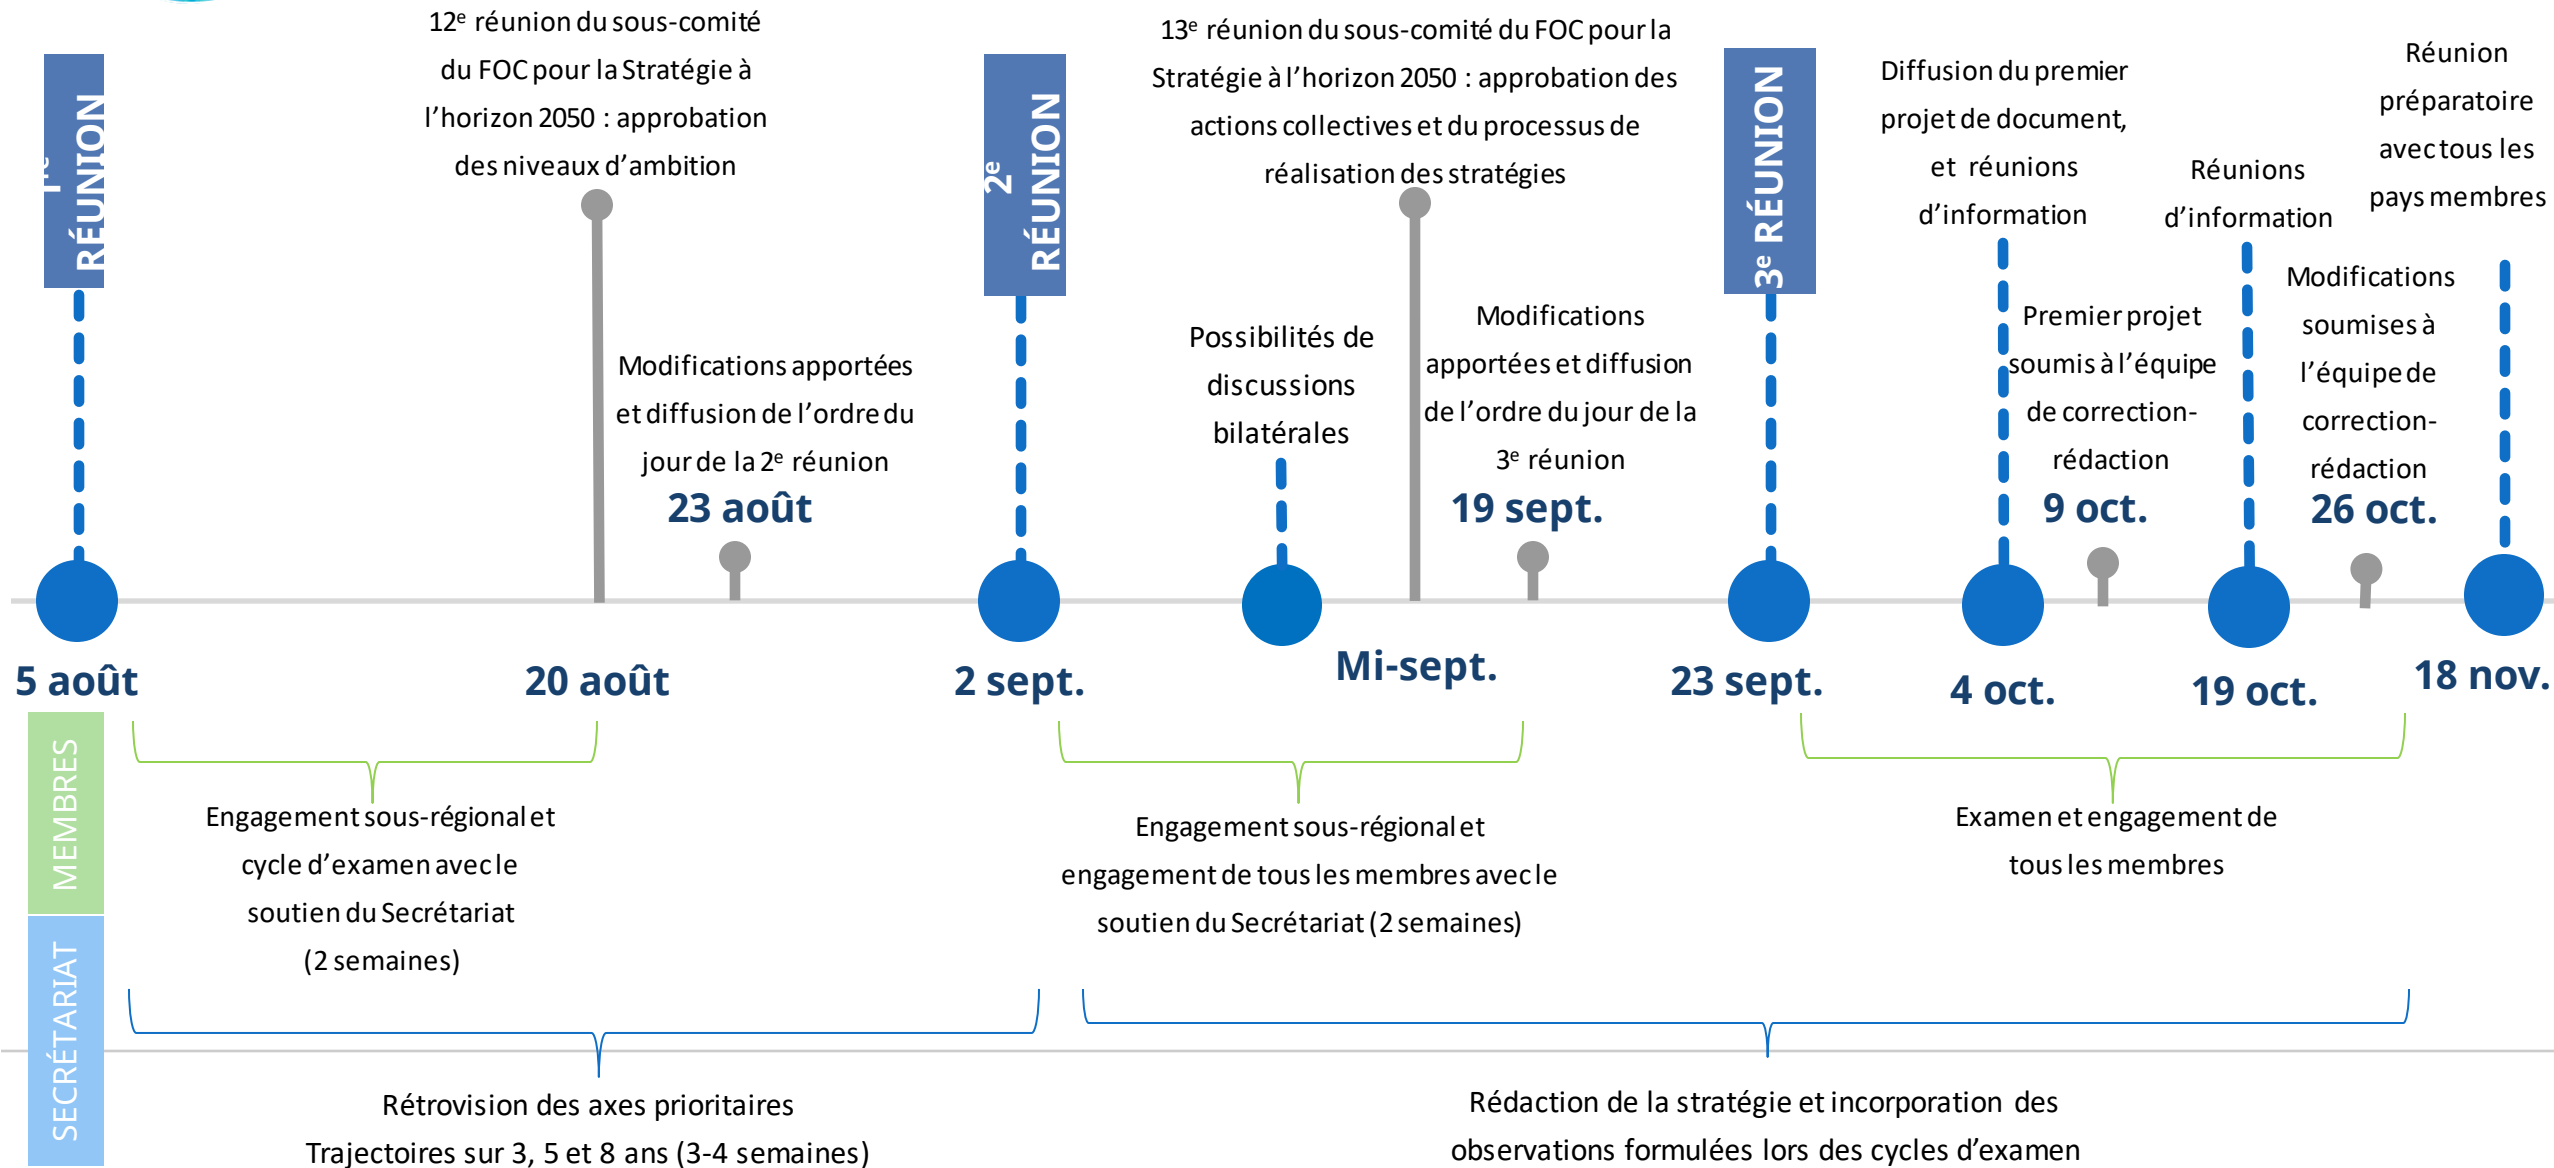 1re
RÉUNION
12e réunion du sous-comité
du FOC pour la Stratégie à
l’horizon 2050 : approbation
des niveaux d’ambition
Modifications apportées
et diffusion de l’ordre du
jour de la 2e réunion
23 août
2e
RÉUNION
Possibilités de
discussions
bilatérales
13e réunion du sous-comité du FOC pour la
Stratégie à l’horizon 2050 : approbation des
actions collectives et du processus de
réalisation des stratégies
Modifications
apportées et diffusion
de l’ordre du jour de la
3e réunion
19 sept.
3e RÉUNION
Diffusion du premier
projet de document,
et réunions
d’information
Premier projet
soumis à l’équipe
de correction-
rédaction
9 oct.
Réunions
d’information
Modifications
soumises à
l’équipe de
correction-
rédaction
26 oct.
Réunion
préparatoire
avec tous les
pays membres
5 août
20 août
2 sept.
Mi-sept.
23 sept.
4 oct.
19 oct.
18 nov.
MEMBRES
Engagement sous-régional et
cycle d’examen avec le
soutien du Secrétariat
(2 semaines)
Engagement sous-régional et
engagement de tous les membres avec le
soutien du Secrétariat (2 semaines)
Examen et engagement de
tous les membres
SECRÉTARIAT
Rétrovision des axes prioritaires
Trajectoires sur 3, 5 et 8 ans (3-4 semaines)
Rédaction de la stratégie et incorporation des
observations formulées lors des cycles d’examen